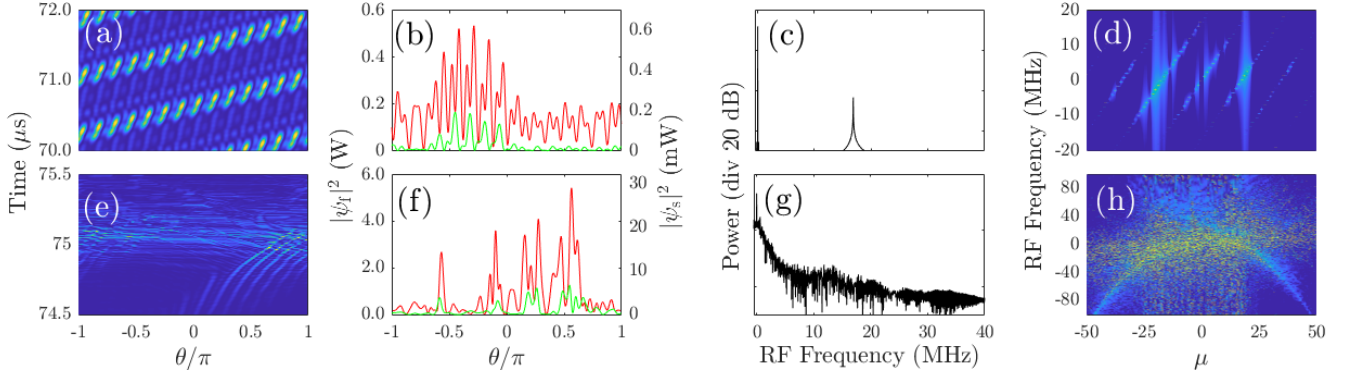 72.0
71.0
70.0
Time (μs)
(a)
0.6
0.4
0.2
0
0.6
0.4
0.2
0
(b)
|ψ_f|² (W)
|ψ_s|² (mW)
(c)
Power (div 20 dB)
20
10
0
-10
-20
RF Frequency (MHz)
(d)
75.5
75
74.5
(e)
-1 -0.5 0 0.5 1
θ/π
6.0
4.0
2.0
0.0
30
20
10
0
(f)
-1 -0.5 0 0.5 1
θ/π
(g)
0 10 20 30 40
RF Frequency (MHz)
80
40
0
-40
-80
(h)
-50 -25 0 25 50
μ